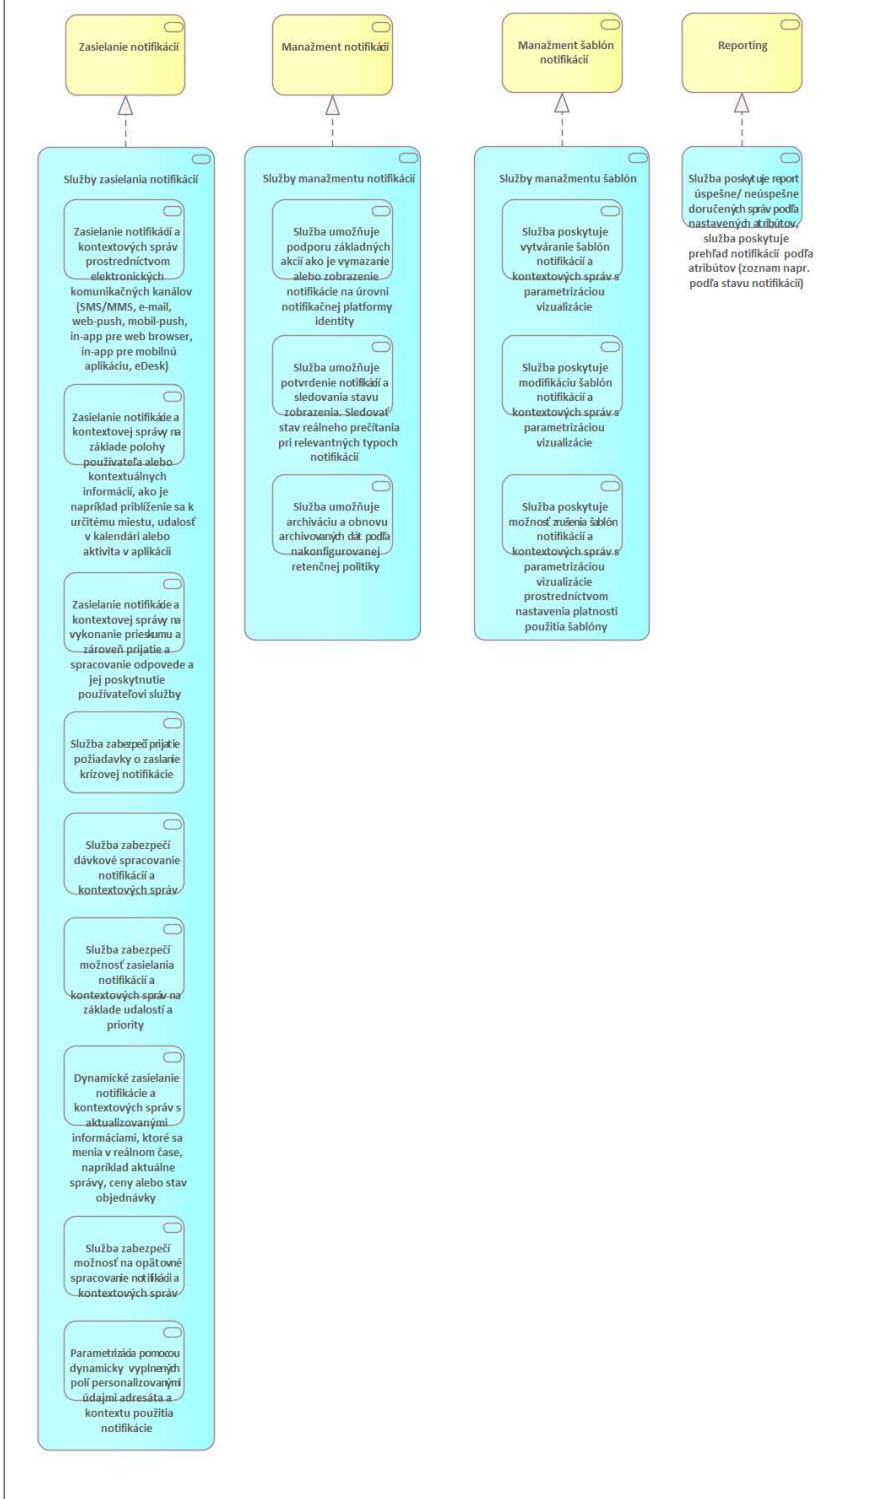 Zasielanie notifikácií
Služby zasielania notifikácií
Zasielanie notifikácií a
kontextových správ
prostredníctvom
elektronických
komunikačných kanálov
(SMS/MMS, e-mail,
web-push, mobil-push,
in-app pre web browser,
in-app pre mobilnú
aplikáciu, eDesk)
Zasielanie notifikácie a
kontextovej správy na
základe polohy
používateľa alebo
kontextuálnych
informácií, ako je
napríklad priblíženie sa k
určitému miestu, udalosť
v kalendári alebo
aktivita v aplikácii
Zasielanie notifikácie a
kontextovej správy na
vykonanie prieskumu a
zároveň prijatie a
spracovanie odpovede a
jej poskytnutie
používateľovi služby
Služba zabezpečí prijatie
požiadavky o zaslanie
krízovej notifikácie
Služba zabezpečí
dávkové spracovanie
notifikácií a
kontextových správ
Služba zabezpečí
možnosť zasielania
notifikácií a
kontextových správ na
základe udalostí a
priority
Dynamické zasielanie
notifikácie a
kontextových správ s
aktualizovanými
informáciami, ktoré sa
menia v reálnom čase,
napríklad aktuálne
správy, ceny alebo stav
objednávky
Služba zabezpečí
možnosť na opätovné
spracovanie notifikácií a
kontextových správ
Parametrizácia pomocou
dynamicky vyplnených
polí personalizovanými
údajmi adresáta a
kontextu použitia
notifikácie
Manažment notifikácií
Služby manažmentu notifikácií
Služba umožňuje
podporu základných
akcií ako je vymazanie
alebo zobrazenie
notifikácie na úrovni
notifikačnej platformy
identity
Služba umožňuje
potvrdenie notifikácií a
sledovania stavu
zobrazenia. Sledovať
stav reálneho prečítania
pri relevantných typoch
notifikácií
Služba umožňuje
archiváciu a obnovu
archivovaných dát podľa
nakonfigurovanej
retenčnej politiky
Manažment šablón
notifikácií
Služby manažmentu šablón
Služba poskytuje
vytváranie šablón
notifikácií a
kontextových správ s
parametrizáciou
vizualizácie
Služba poskytuje
modifikáciu šablón
notifikácií a
kontextových správ s
parametrizáciou
vizualizácie
Služba poskytuje
možnosť zrušenia šablón
notifikácií a
kontextových správ s
parametrizáciou
vizualizácie
prostredníctvom
nastavenia platnosti
použitia šablóny
Reporting
Služba poskytuje report
úspešne/ neúspešne
doručených správ podľa
nastavených atribútov,
služba poskytuje
prehľad notifikácií podľa
atribútov (zoznam napr.
podľa stavu notifikácií)